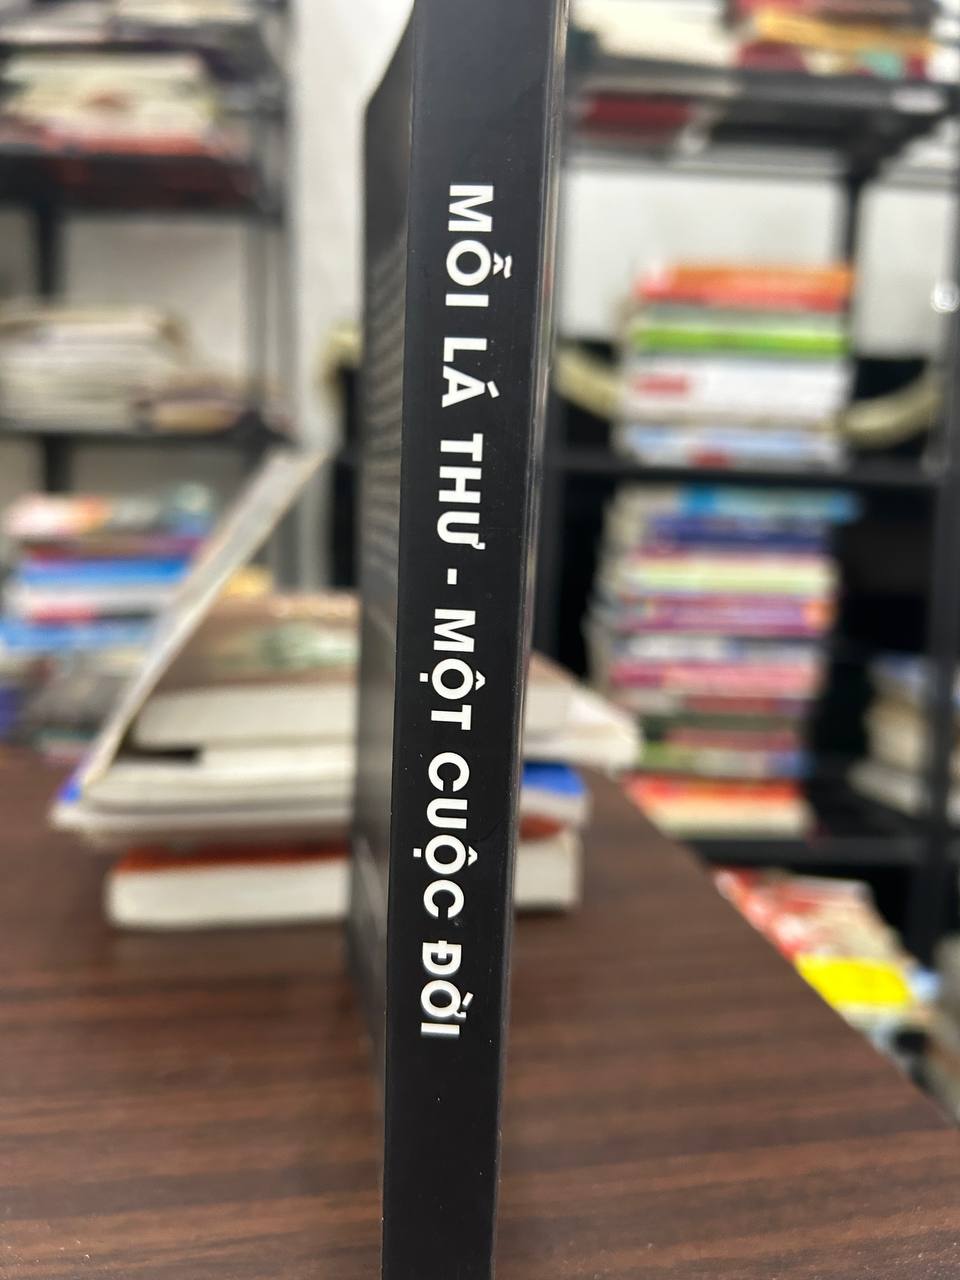 MỖI LÁ THƯ - MỘT CUỘC ĐỜI